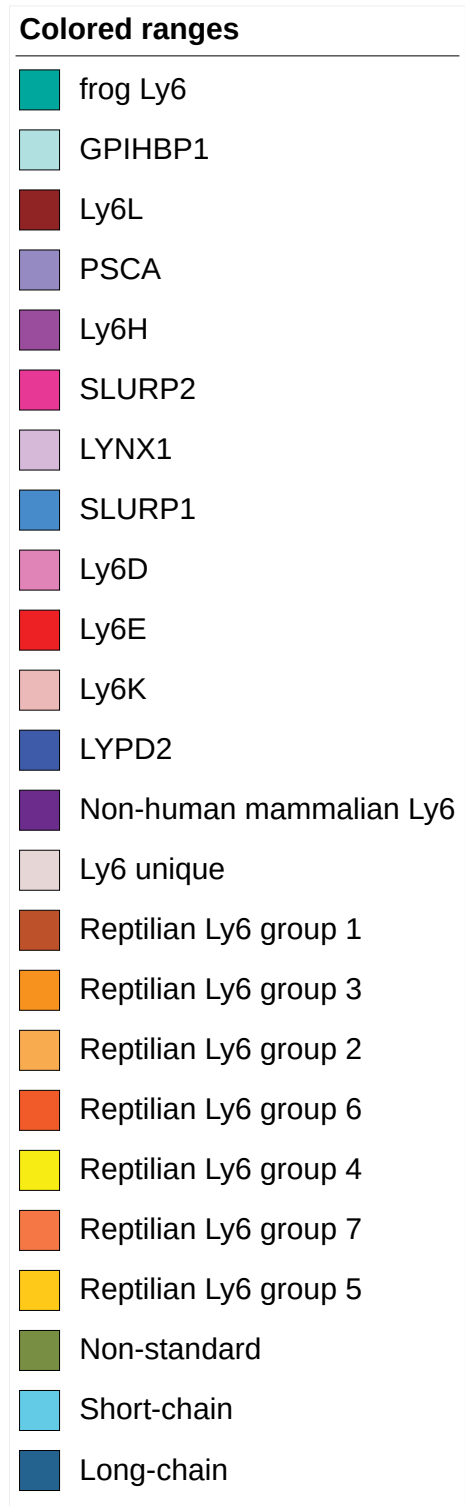 Colored ranges
frog Ly6
GPIHBP1
Ly6L
PSCA
Ly6H
SLURP2
LYNX1
SLURP1
Ly6D
Ly6E
Ly6K
LYPD2
Non-human mammalian Ly6
Ly6 unique
Reptilian Ly6 group 1
Reptilian Ly6 group 3
Reptilian Ly6 group 2
Reptilian Ly6 group 6
Reptilian Ly6 group 4
Reptilian Ly6 group 7
Reptilian Ly6 group 5
Non-standard
Short-chain
Long-chain